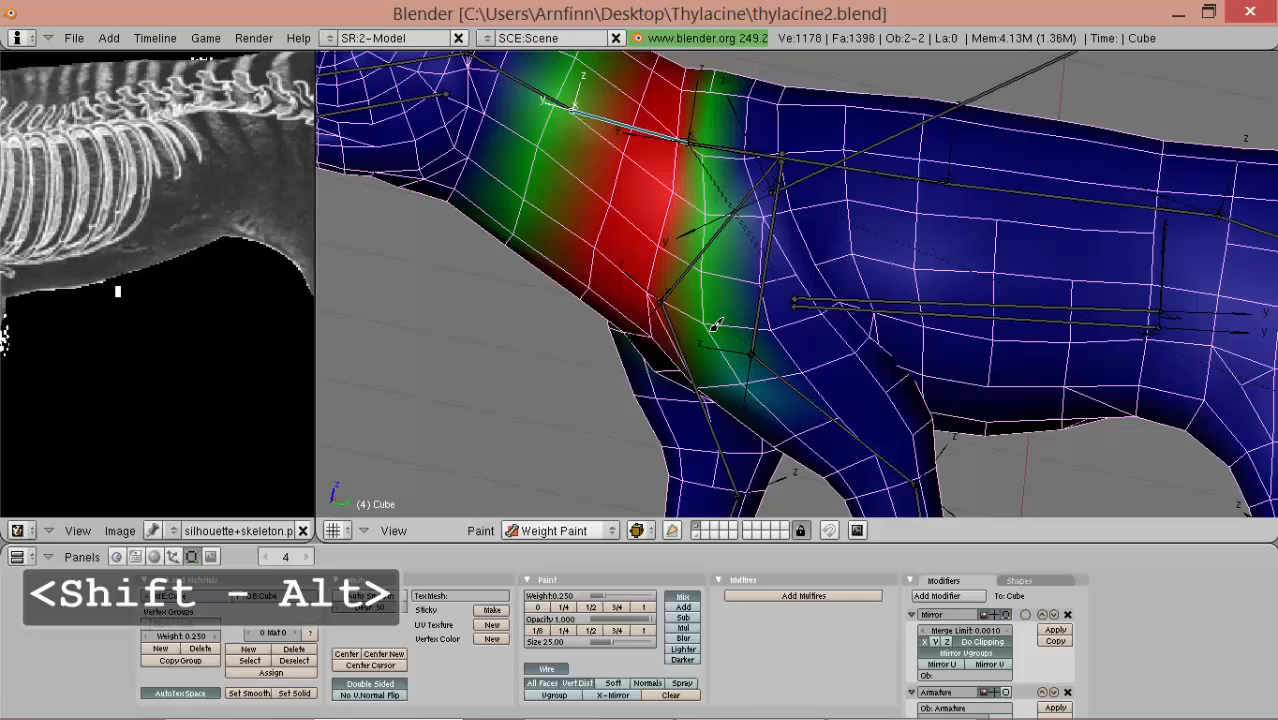 Blender [C:\Users\Arnfinn\Desktop\Thylacine\thylacine2.blend]
File Add Timeline Game Render Help SR:2-Model SCE:Scene www.blender.org 249.2 Ve:1178 | Fa:1398 | Ob:2-2 | La:0 | Mem:4.13M (1.36M) | Time: | Cube
z
y
x
z
y
y
z
z
y
y
z
z
z
z
(4) Cube
View Image silhouette+skeleton.p View Paint Weight Paint
Panels 4
<Shift - Alt>
Paint Multires Modifiers Shapes
Vertex Groups
Weight:0.250
New Delete
Copy Group
AutoTexSpace
0 Mat 0 ?
New Delete
Select Deselect
Assign
Set Smooth Set Solid
Center Center New
Center Cursor
Double Sided
No V.Normal Flip
TexMesh:
Sticky Make
UV Texture New
Vertex Color New
Weight:0.250
0 1/4 1/2 3/4 1
Opacity 1.000
1/8 1/4 1/2 3/4 1
Size 25.00
Mix
Add
Sub
Mul
Blur
Lighter
Darker
Wire
All Faces Vert Dist Soft Normals Spray
Vgroup X-Mirror Clear
Add Multires
Add Modifier To: Cube
Mirror
Merge Limit: 0.0010 Apply
X Y Z Do Clipping Copy
Mirror Vgroups
Mirror U Mirror V
Ob:
Armature
Ob: Armature Apply